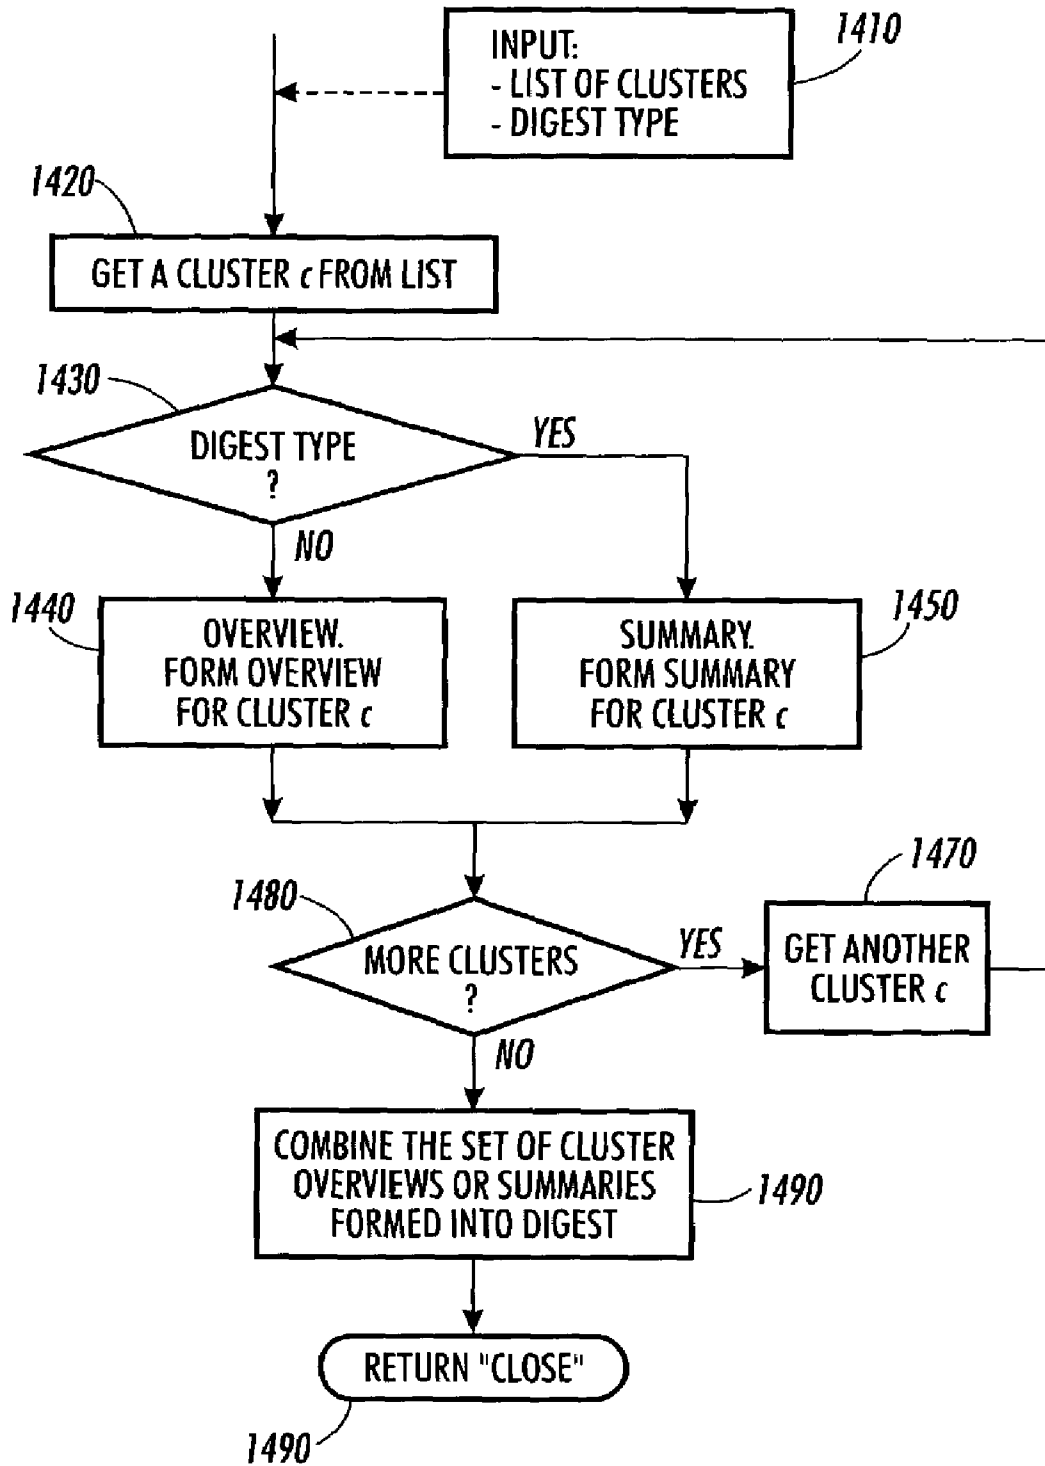 INPUT:
- LIST OF CLUSTERS
- DIGEST TYPE
1410
1420
GET A CLUSTER c FROM LIST
1430
DIGEST TYPE
?
YES
NO
1440
OVERVIEW.
FORM OVERVIEW
FOR CLUSTER c
SUMMARY.
FORM SUMMARY
FOR CLUSTER c
1450
1480
MORE CLUSTERS
?
YES
1470
GET ANOTHER
CLUSTER c
NO
COMBINE THE SET OF CLUSTER
OVERVIEWS OR SUMMARIES
FORMED INTO DIGEST
1490
RETURN "CLOSE"
1490